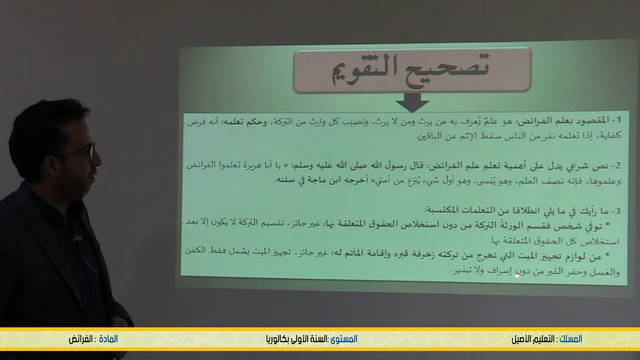 تصحيح التقويم
1- المقصود بعلم الفرائض: هو علم يُعرف به من يرث ومن لا يرث، ونصيب كل وارث من التركة، وحكم تعلمه: أنه فرض
كفاية، إذا تعلمه نفر من الناس سقط الإثم عن الباقين.
2- نص شرعي يدل على أهمية تعلم علم الفرائض: قال رسول الله صلى الله عليه وسلم: « يا أبا هريرة تعلموا الفرائض
وعلموها، فإنه نصف العلم، وهو يُنسى، وهو أول شيء يُنتزع من أمتي» أخرجه ابن ماجة في سننه.
3- ما رأيك في ما يلي انطلاقا من التعلمات المكتسبة:
* توفي شخص فقسم الورثة التركة من دون استخلاص الحقوق المتعلقة بها: غير جائز، تقسيم التركة لا يكون إلا بعد
استخلاص كل الحقوق المتعلقة بها.
* من لوازم تجهيز الميت التي تخرج من تركته زخرفة قبره وإقامة المأتم له: غير جائز، تجهيز الميت يشمل فقط الكفن
والغسل وحفر القبر من دون إسراف ولا تبذير.
المسلك : التعليم الأصيل
المستوى :السنة الأولى بكالوريا
المادة : الفرائض